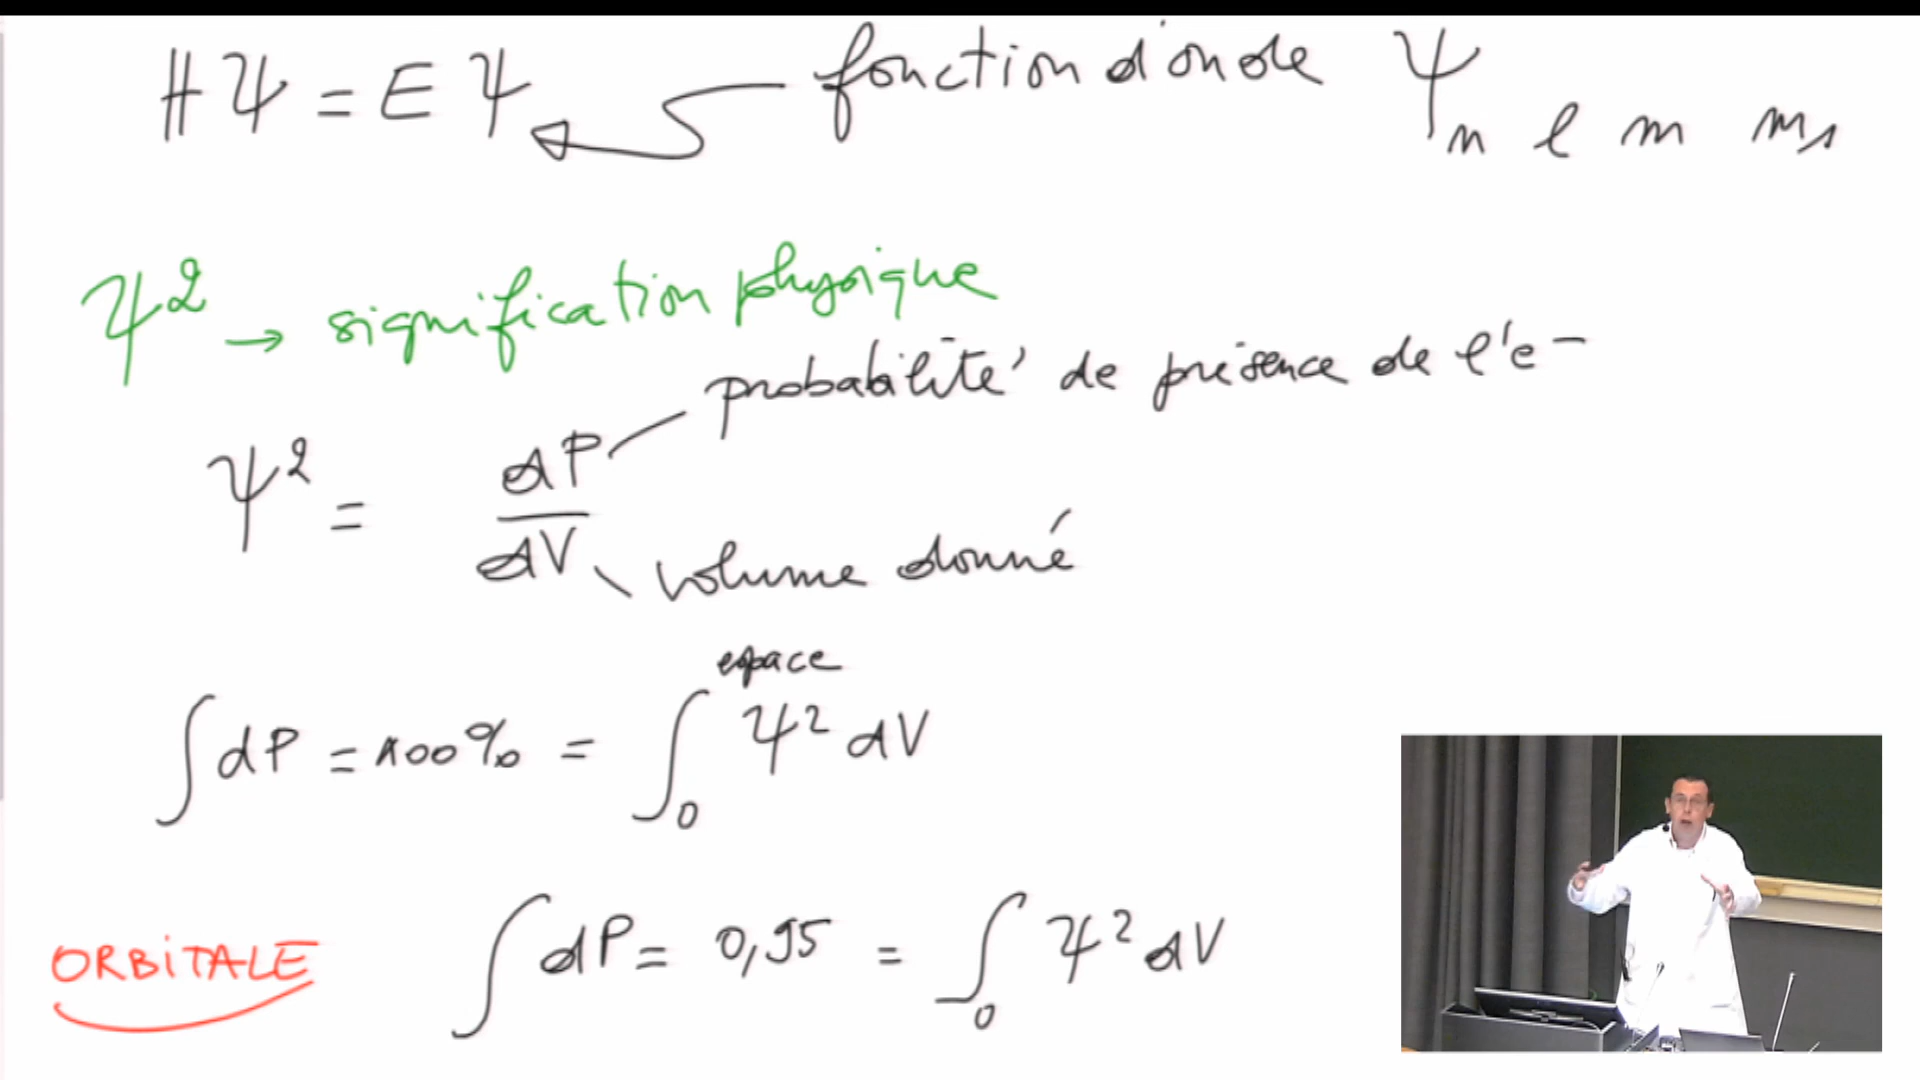 HΨ = EΨ fonction d'onde Ψ n l m ms
Ψ² → signification physique
probabilité de présence de l'e⁻
Ψ² = dP/dV
volume donné
∫dP = 100% = ∫₀^espace Ψ² dV
ORBITALE ∫dP = 0,95 = ∫₀ Ψ² dV